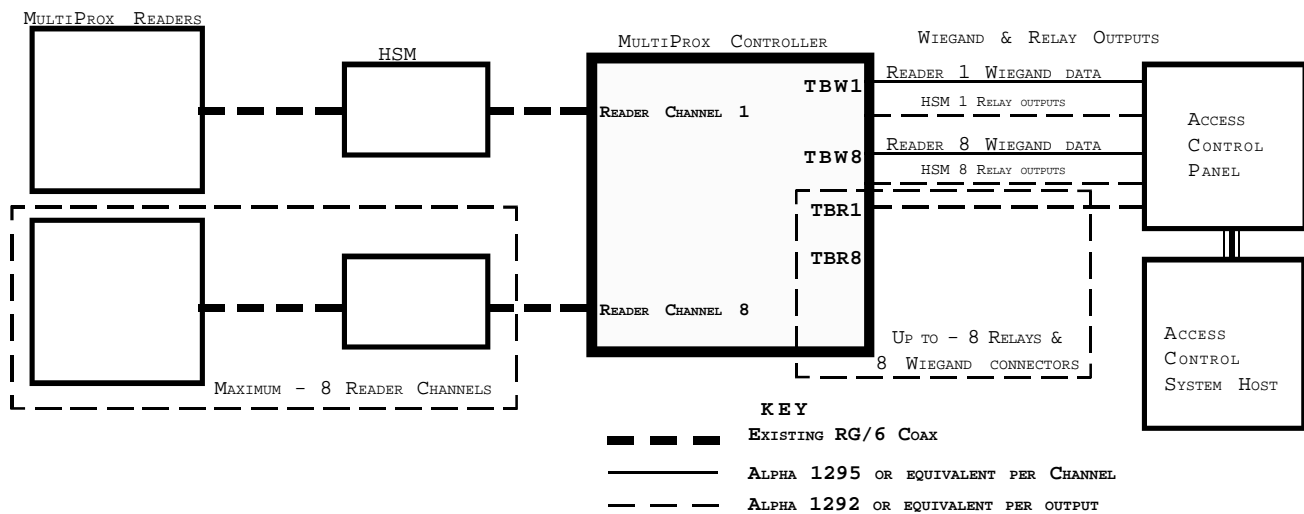 MultiProx Readers
HSM
MultiProx Controller
Wiegand & Relay Outputs
TBW1
Reader 1 Wiegand data
Reader Channel 1
HSM 1 Relay outputs
Access
Control
Panel
TBW8
Reader 8 Wiegand data
HSM 8 Relay outputs
TBR1
TBR8
Reader Channel 8
Up to – 8 Relays &
8 Wiegand connectors
Access
Control
System Host
Maximum – 8 Reader Channels
KEY
Existing RG/6 Coax
Alpha 1295 or equivalent per Channel
Alpha 1292 or equivalent per output